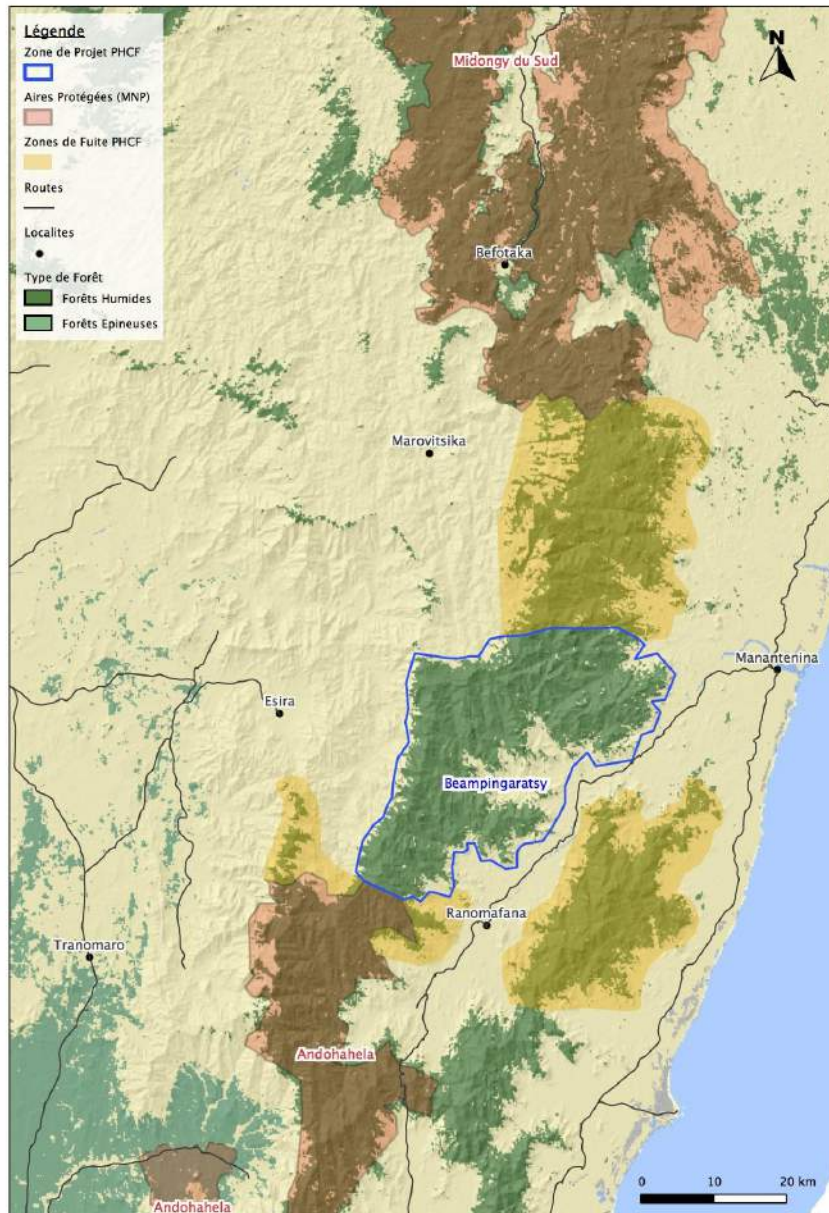 Légende
Zone de Projet PHCF
Aires Protégées (MNP)
Zones de Fuite PHCF
Routes
Localites
Type de Forêt
Forêts Humides
Forêts Epineuses
N
Midongy du Sud
Befotaka
Marovitsika
Manantenina
Esira
Beampingaratsy
Ranomafana
Tranomaro
Andohahela
Andohahela
0 10 20 km